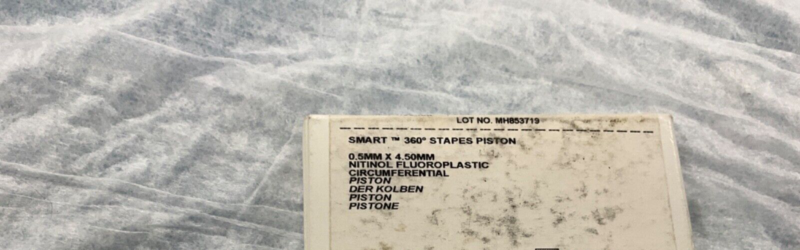 LOT NO. MH853719
SMART ™ 360° STAPES PISTON
0.5MM X 4.50MM
NITINOL FLUOROPLASTIC
CIRCUMFERENTIAL
PISTON
DER KOLBEN
PISTON
PISTONE